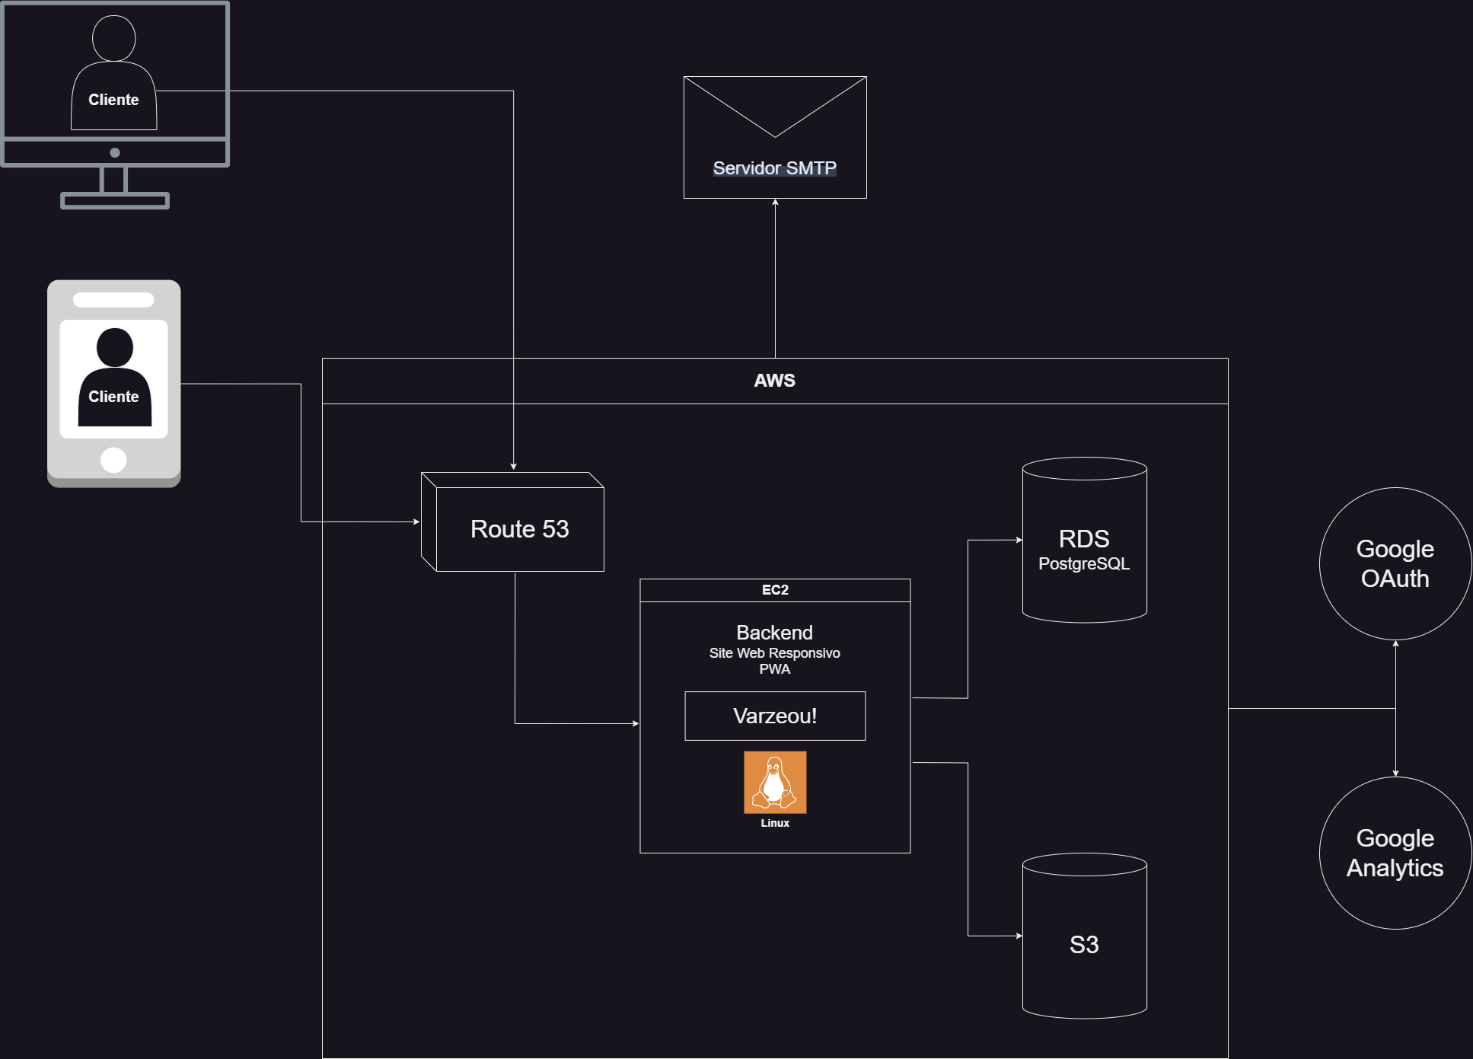 Cliente
Servidor SMTP
Cliente
AWS
Route 53
RDS
PostgreSQL
Google
OAuth
EC2
Backend
Site Web Responsivo
PWA
Varzeou!
Linux
Google
Analytics
S3